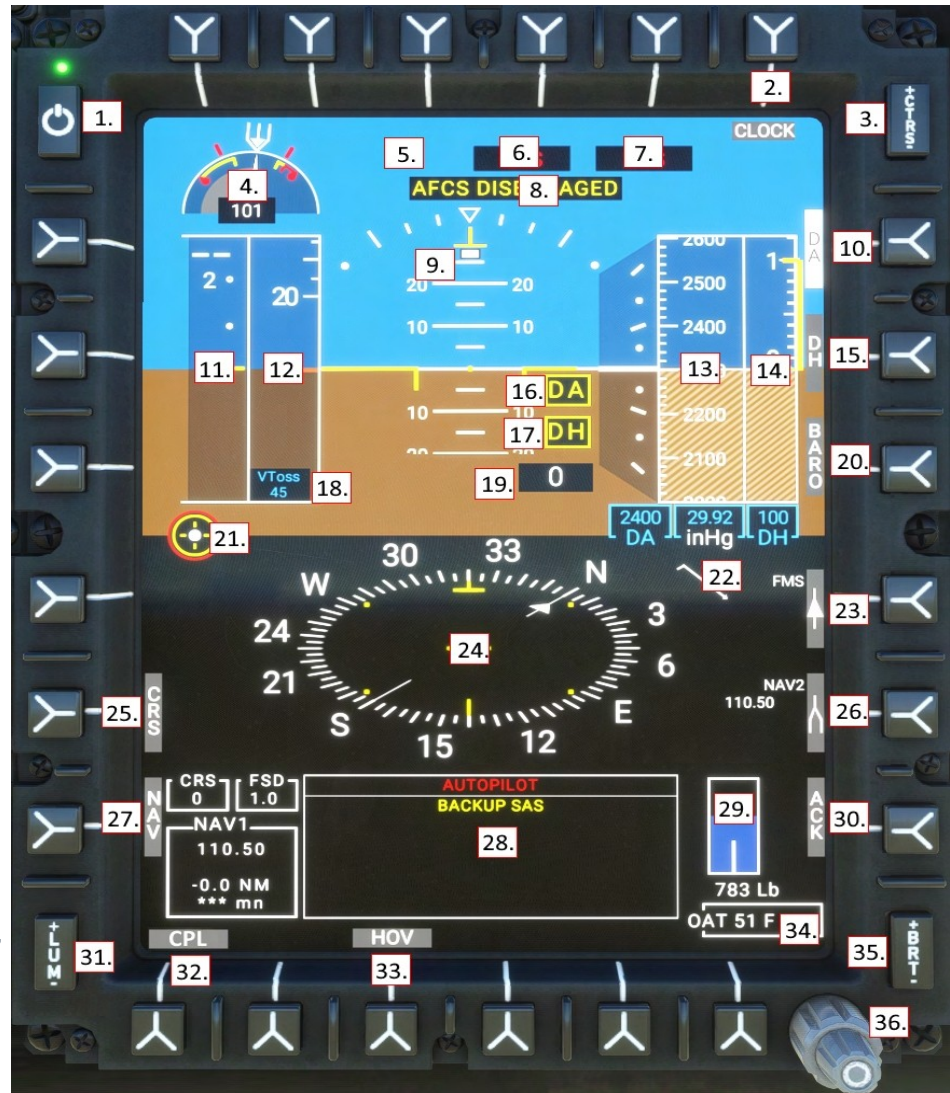 1.
2.
+CTRS-
3.
CLOCK
4.
101
5.
6.
7.
AFCS
8.
9.
DA
10.
2600
1
2
20
20
20
2500
10
10
2400
DH
15.
11.
12.
13.
14.
16.
DA
10
10
2200
17.
DH
BARO
20.
2100
VToss
45
18.
19.
0
21.
2400
DA
29.92
inHg
100
DH
30
33
W
N
22.
FMS
23.
24
3
24.
21
6
CRS
25.
S
E
NAV2
110.50
26.
15
12
CRS
0
FSD
1.0
AUTOPILOT
BACKUP SAS
28.
29.
NAV
27.
NAV1
110.50
-0.0 NM
*** mn
ACK
30.
783 Lb
OAT 51 F
34.
+LUM-
31.
CPL
32.
HOV
33.
35.
+BRT-
36.